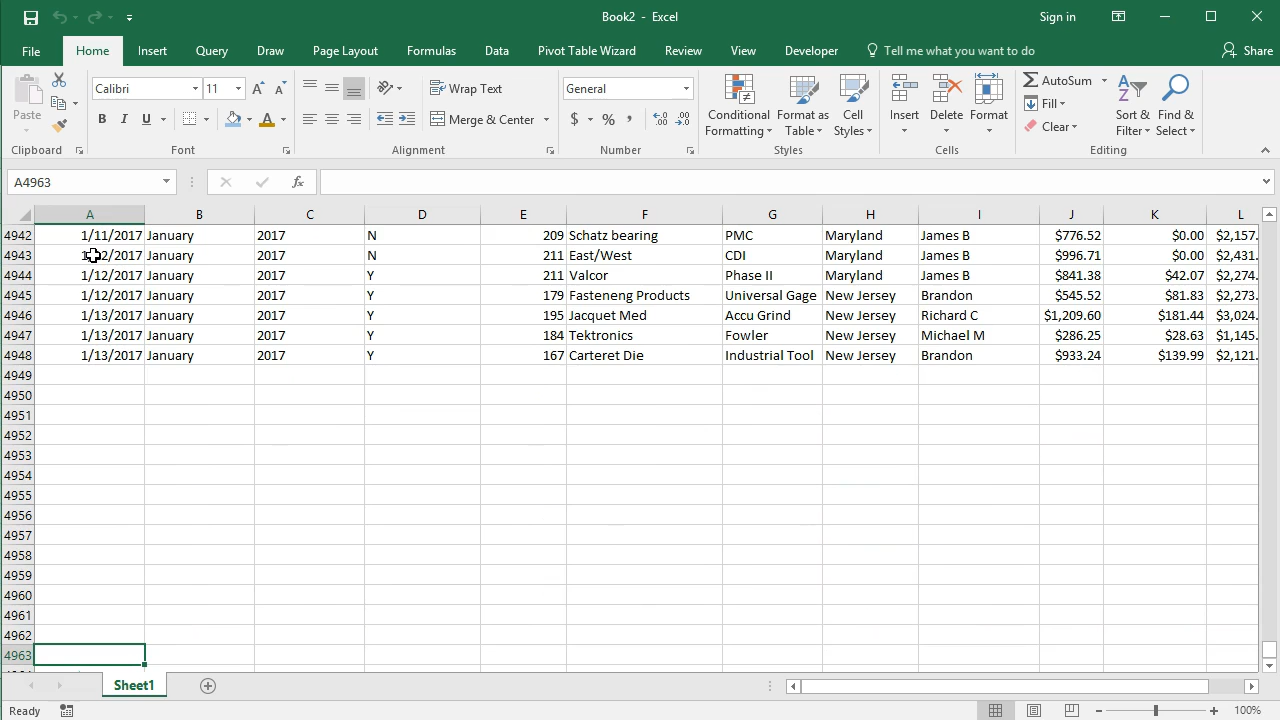 Book2 - Excel
Sign in
File Home Insert Query Draw Page Layout Formulas Data Pivot Table Wizard Review View Developer Tell me what you want to do Share
Paste
Clipboard
Calibri 11
B I U A
Font
Wrap Text
Merge & Center
Alignment
General
$ % ,
Number
Conditional Formatting
Format as Table
Cell Styles
Styles
Insert Delete Format
Cells
AutoSum
Fill
Clear
Sort & Filter
Find & Select
Editing
A4963 fx
A B C D E F G H I J K L
4942 1/11/2017 January 2017 N 209 Schatz bearing PMC Maryland James B $776.52 $0.00 $2,157.
4943 January 2017 N 211 East/West CDI Maryland James B $996.71 $0.00 $2,431.
4944 1/12/2017 January 2017 Y 211 Valcor Phase II Maryland James B $841.38 $42.07 $2,274.
4945 1/12/2017 January 2017 Y 179 Fasteneng Products Universal Gage New Jersey Brandon $545.52 $81.83 $2,273.
4946 1/13/2017 January 2017 Y 195 Jacquet Med Accu Grind New Jersey Richard C $1,209.60 $181.44 $3,024.
4947 1/13/2017 January 2017 Y 184 Tektronics Fowler New Jersey Michael M $286.25 $28.63 $1,145.
4948 1/13/2017 January 2017 Y 167 Carteret Die Industrial Tool New Jersey Brandon $933.24 $139.99 $2,121.
4949
4950
4951
4952
4953
4954
4955
4956
4957
4958
4959
4960
4961
4962
4963
Sheet1
Ready
100%